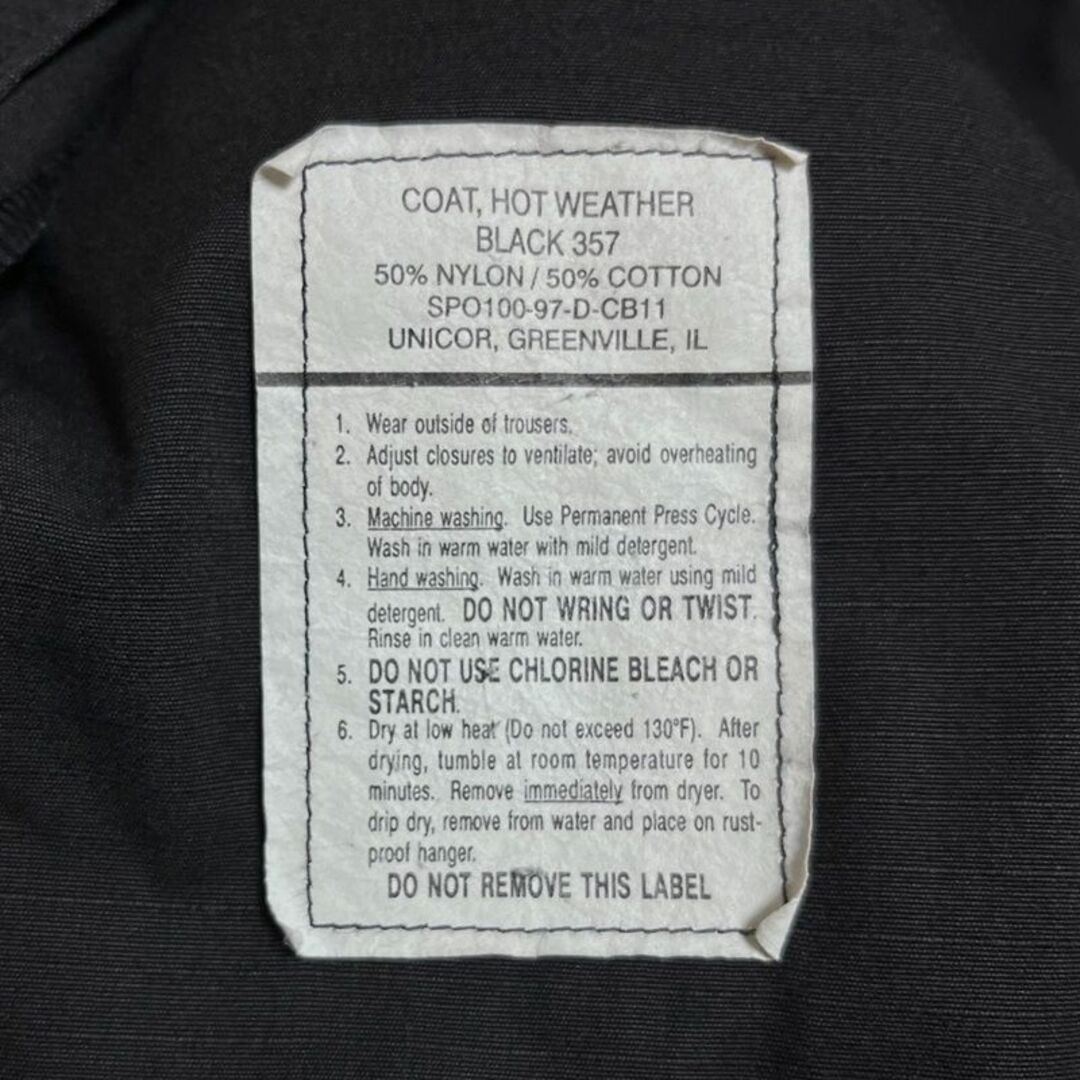 COAT, HOT WEATHER
BLACK 357
50% NYLON / 50% COTTON
SPO100-97-D-CB11
UNICOR, GREENVILLE, IL
1. Wear outside of trousers.
2. Adjust closures to ventilate; avoid overheating
of body.
3. Machine washing. Use Permanent Press Cycle.
Wash in warm water with mild detergent.
4. Hand washing. Wash in warm water using mild
detergent. DO NOT WRING OR TWIST.
Rinse in clean warm water.
5. DO NOT USE CHLORINE BLEACH OR
STARCH.
6. Dry at low heat (Do not exceed 130°F). After
drying, tumble at room temperature for 10
minutes. Remove immediately from dryer. To
drip dry, remove from water and place on rust-
proof hanger.
DO NOT REMOVE THIS LABEL